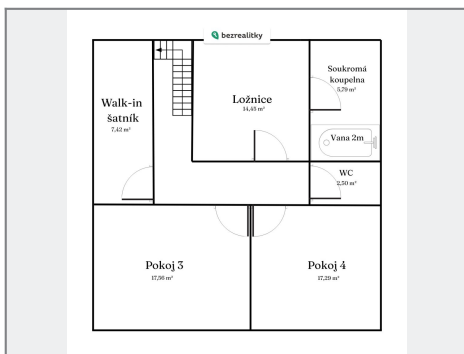 bezrealitky
Walk-in
šatník
7,42 m²
Ložnice
14,45 m²
Soukromá
koupelna
5,79 m²
Vana 2m
WC
2,50 m²
Pokoj 3
17,56 m²
Pokoj 4
17,29 m²